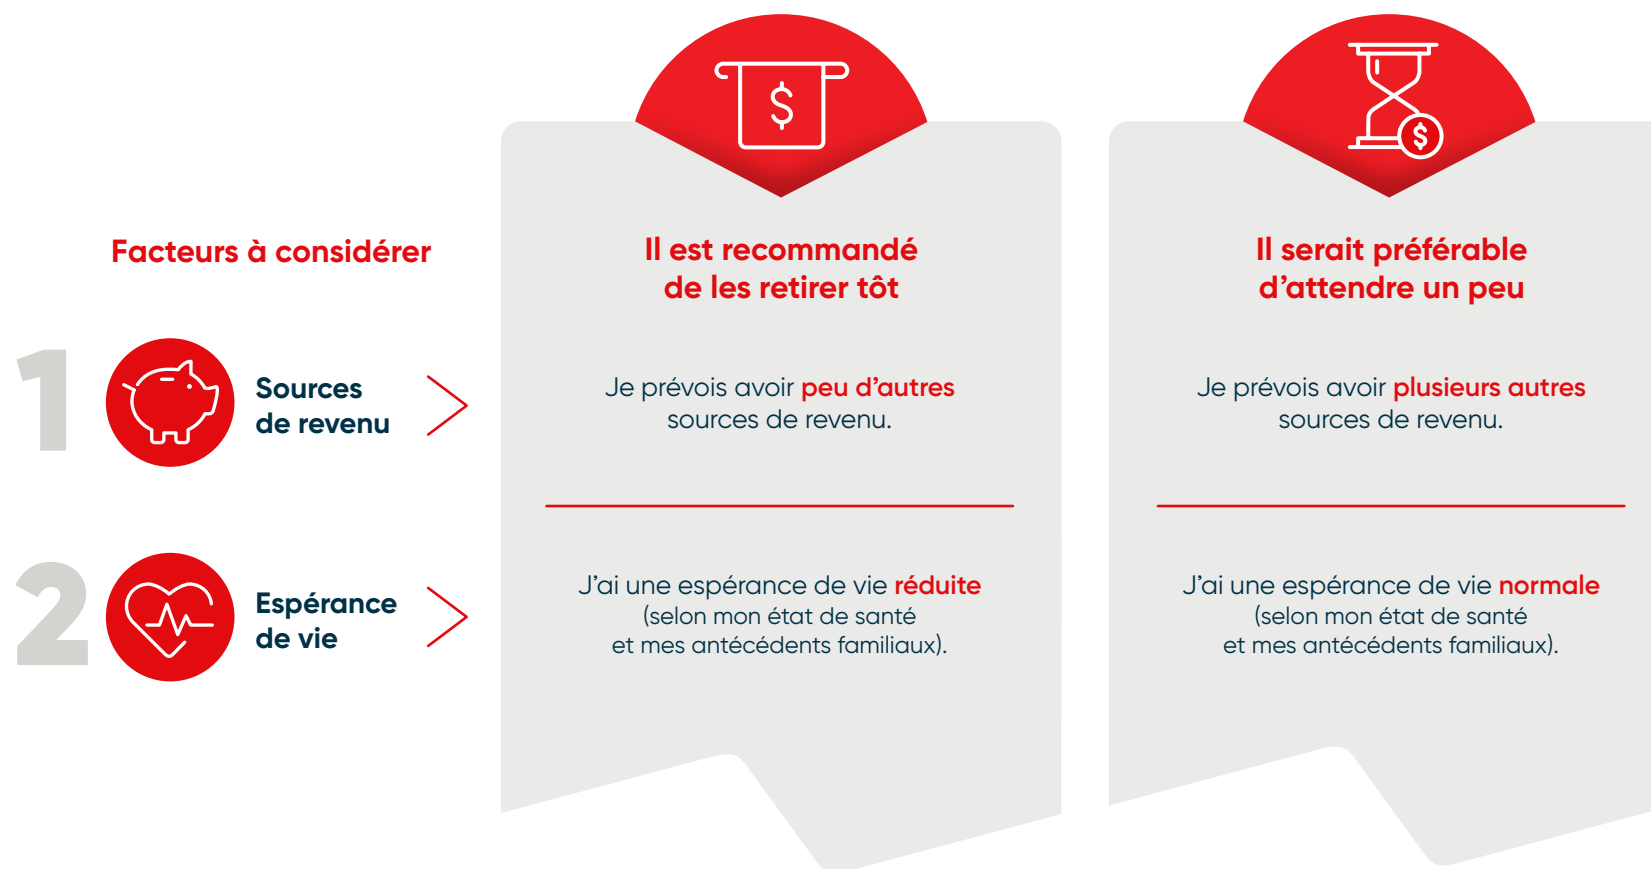 Facteurs à considérer
Il est recommandé
de les retirer tôt
Il serait préférable
d'attendre un peu
1
Sources
de revenu
Je prévois avoir peu d'autres
sources de revenu.
Je prévois avoir plusieurs autres
sources de revenu.
2
Espérance
de vie
J'ai une espérance de vie réduite
(selon mon état de santé
et mes antécédents familiaux).
J'ai une espérance de vie normale
(selon mon état de santé
et mes antécédents familiaux).